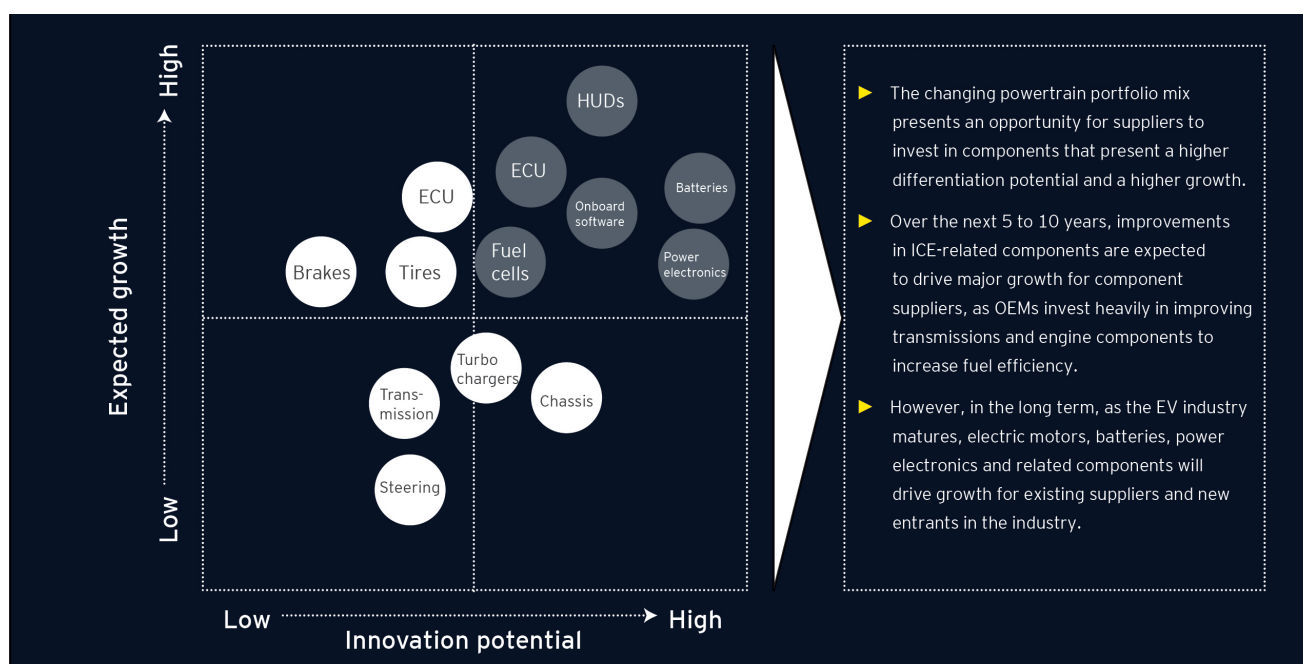 High
Expected growth
Low
HUDs
ECU
Batteries
ECU
Onboard
software
Fuel
cells
Power
electronics
Brakes
Tires
Turbo
chargers
Trans-
mission
Chassis
Steering
Low
High
Innovation potential
The changing powertrain portfolio mix
presents an opportunity for suppliers to
invest in components that present a higher
differentiation potential and a higher growth.
Over the next 5 to 10 years, improvements
in ICE-related components are expected
to drive major growth for component
suppliers, as OEMs invest heavily in improving
transmissions and engine components to
increase fuel efficiency.
However, in the long term, as the EV industry
matures, electric motors, batteries, power
electronics and related components will
drive growth for existing suppliers and new
entrants in the industry.